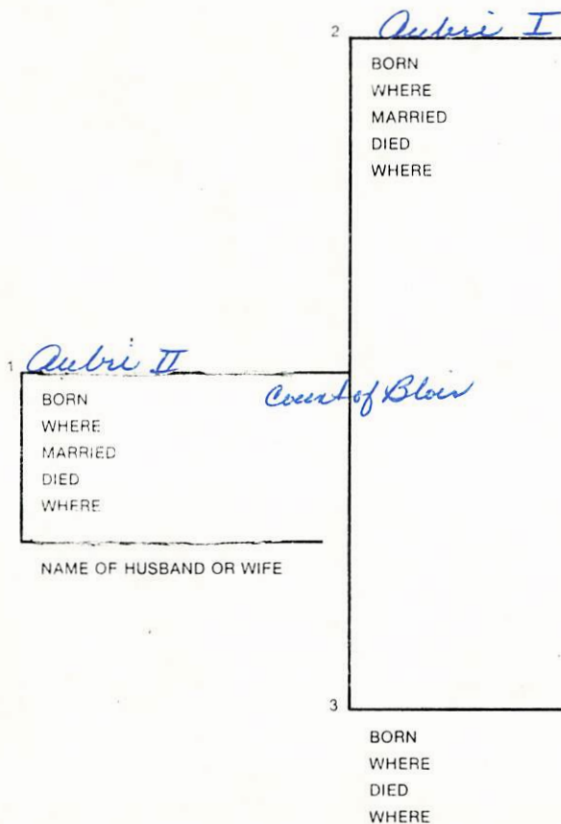 2 Aubri I
BORN
WHERE
MARRIED
DIED
WHERE
1 Aubri II
Count of Blois
BORN
WHERE
MARRIED
DIED
WHERE
NAME OF HUSBAND OR WIFE
3
BORN
WHERE
DIED
WHERE